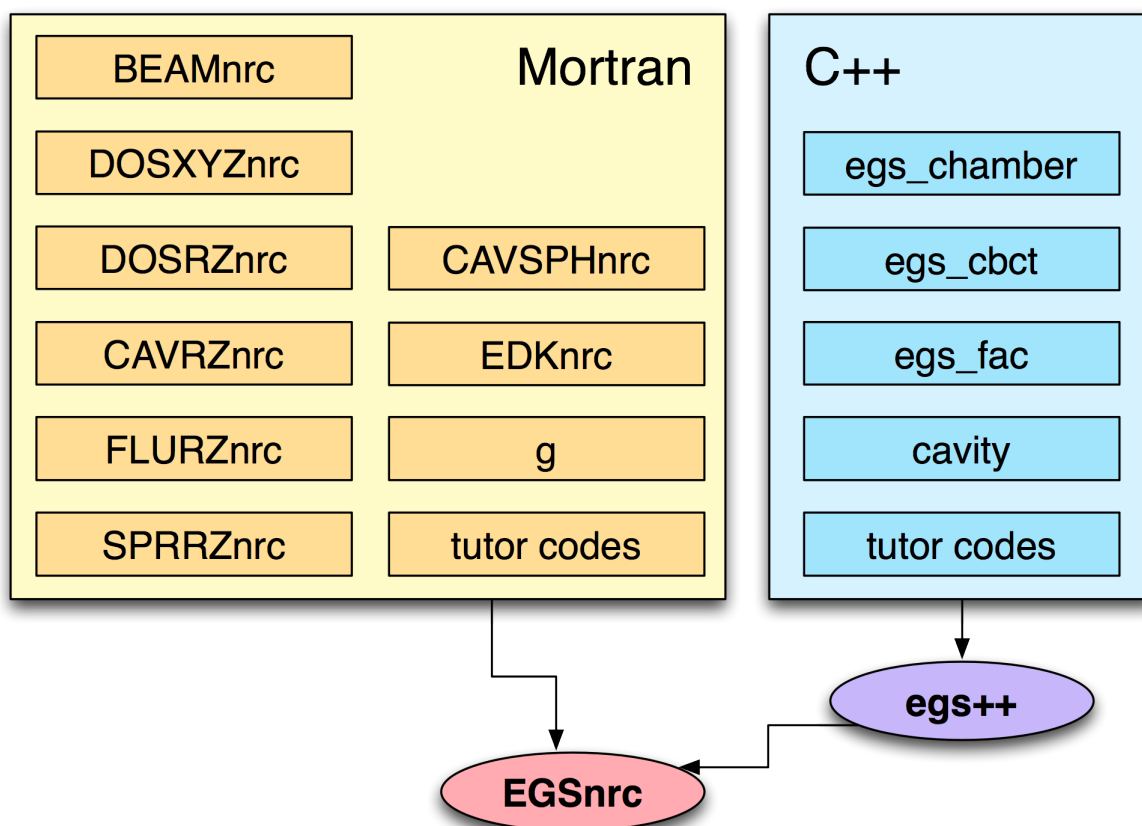 Mortran
BEAMnrc
DOSXYZnrc
DOSRZnrc
CAVRZnrc
FLURZnrc
SPRRZnrc
CAVSPHnrc
EDKnrc
g
tutor codes
C++
egs_chamber
egs_cbct
egs_fac
cavity
tutor codes
egs++
EGSnrc